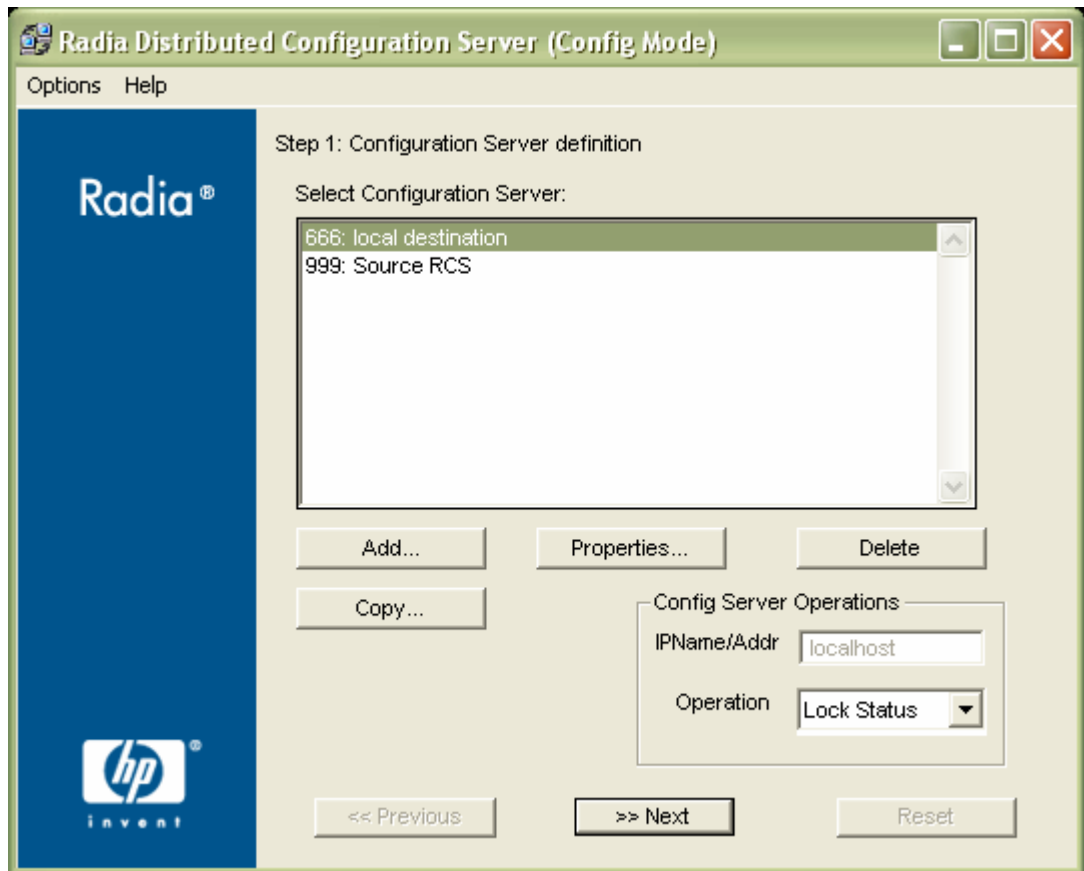 Radia Distributed Configuration Server (Config Mode)
Options Help
Radia®
Step 1: Configuration Server definition
Select Configuration Server:
666: local destination
999: Source RCS
Add... Properties... Delete
Copy...
Config Server Operations
IPName/Addr localhost
Operation Lock Status
hp®
invent
<< Previous >> Next Reset